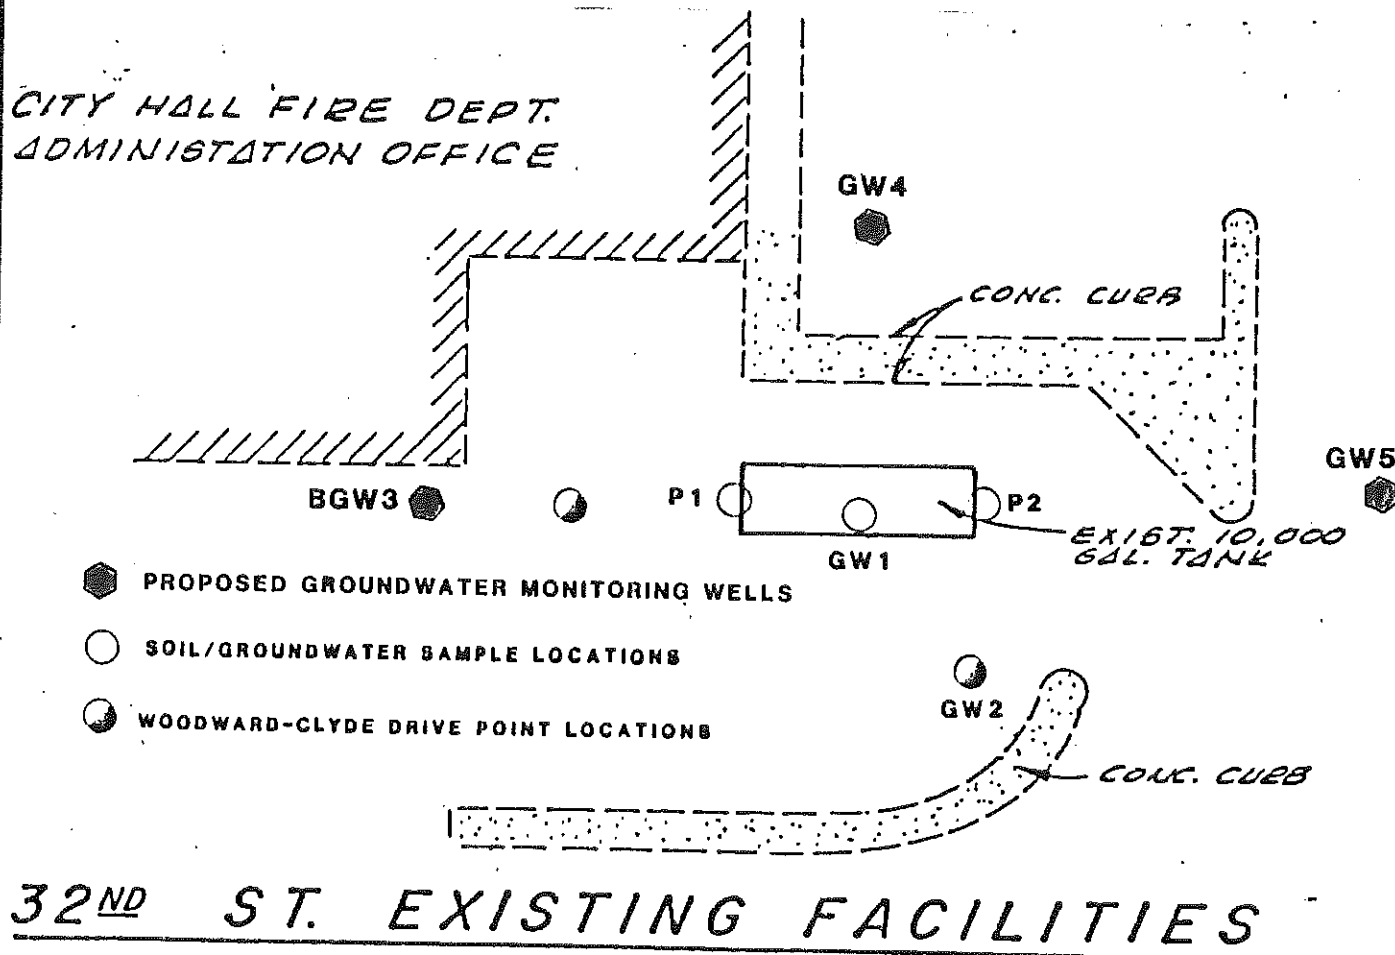 CITY HALL FIRE DEPT.
ADMINISTATION OFFICE
GW4
CONC. CURB
GW5
BGW3
P1
P2
GW1
EXIST. 10,000
GAL. TANK
PROPOSED GROUNDWATER MONITORING WELLS
SOIL/GROUNDWATER SAMPLE LOCATIONS
GW2
WOODWARD-CLYDE DRIVE POINT LOCATIONS
CONC. CURB
32ND ST. EXISTING FACILITIES